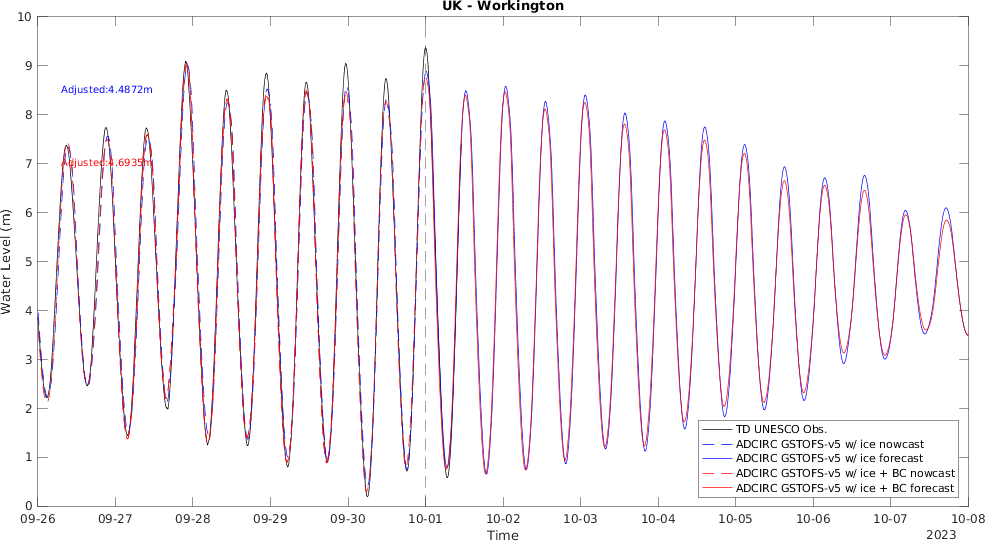 UK - Workington
10
9
8
7
6
5
4
3
2
1
0
Water Level (m)
Adjusted:4.4872m
Adjusted:4.6935m
TD UNESCO Obs.
ADCIRC GSTOFS-v5 w/ ice nowcast
ADCIRC GSTOFS-v5 w/ ice forecast
ADCIRC GSTOFS-v5 w/ ice + BC nowcast
ADCIRC GSTOFS-v5 w/ ice + BC forecast
09-26 09-27 09-28 09-29 09-30 10-01 10-02 10-03 10-04 10-05 10-06 10-07 10-08
2023
Time